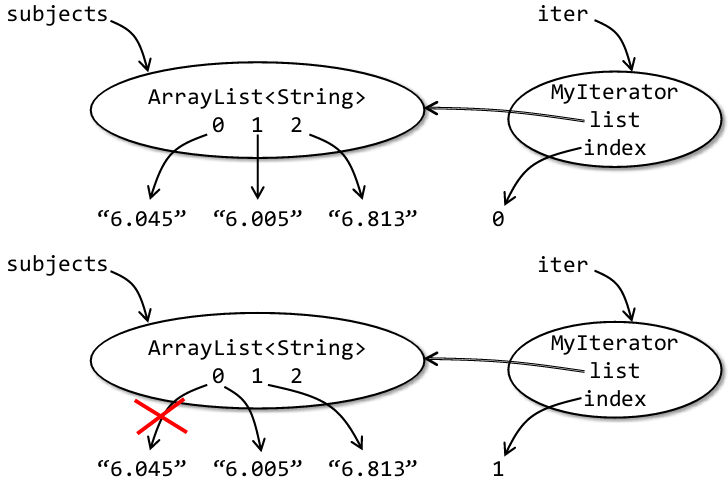 subjects iter
ArrayList<String> MyIterator
0 1 2 list
index
“6.045” “6.005” “6.813” 0
subjects iter
ArrayList<String> MyIterator
0 1 2 list
index
“6.045” “6.005” “6.813” 1